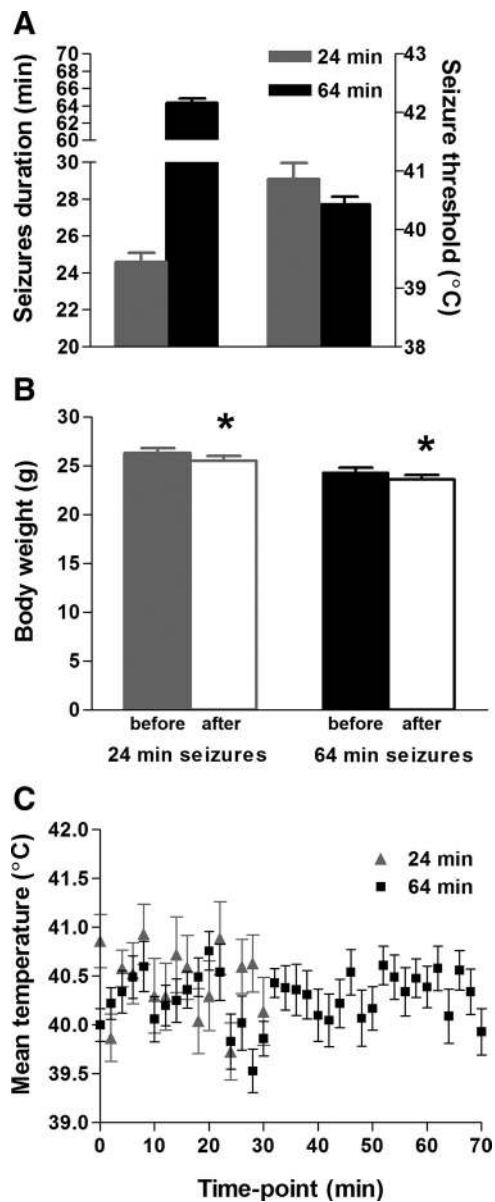 A
Seizures duration (min)
70
68
66
64
62
60
30
28
26
24
22
20
24 min
64 min
43
42
41
40
39
38
Seizure threshold (°C)
B
Body weight (g)
30
25
20
15
10
5
0
*
*
before after before after
24 min seizures 64 min seizures
C
Mean temperature (°C)
42.0
41.5
41.0
40.5
40.0
39.5
39.0
24 min
64 min
0 10 20 30 40 50 60 70
Time-point (min)